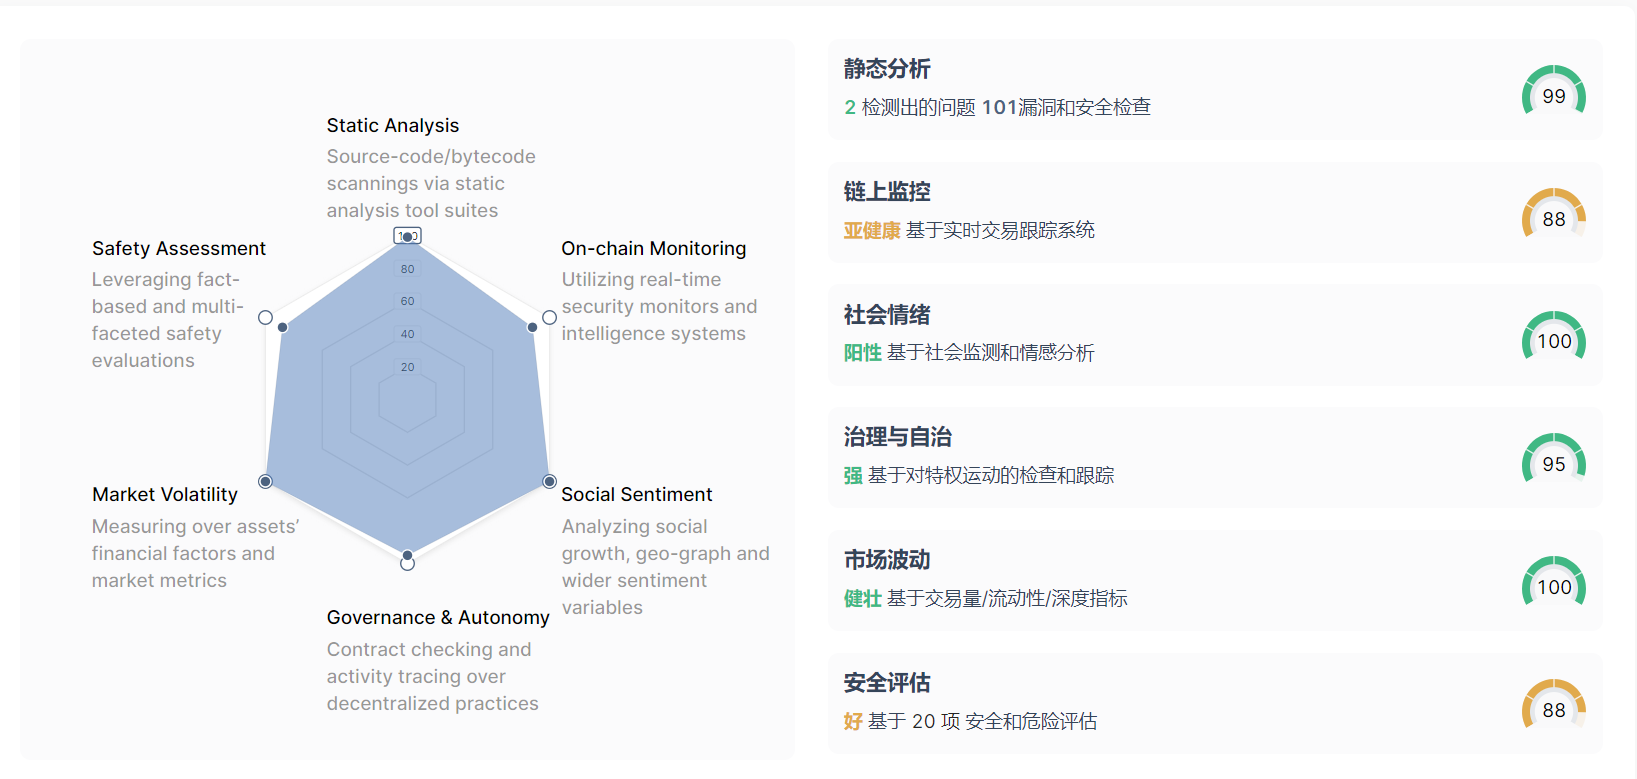 Static Analysis
Source-code/bytecode
scannings via static
analysis tool suites
Safety Assessment
Leveraging fact-
based and multi-
faceted safety
evaluations
On-chain Monitoring
Utilizing real-time
security monitors and
intelligence systems
80
60
40
20
Market Volatility
Measuring over assets’
financial factors and
market metrics
Social Sentiment
Analyzing social
growth, geo-graph and
wider sentiment
variables
Governance & Autonomy
Contract checking and
activity tracing over
decentralized practices
静态分析
2 检测出的问题 101漏洞和安全检查
99
链上监控
亚健康 基于实时交易跟踪系统
88
社会情绪
阳性 基于社会监测和情感分析
100
治理与自治
强 基于对特权运动的检查和跟踪
95
市场波动
健壮 基于交易量/流动性/深度指标
100
安全评估
好 基于 20 项 安全和危险评估
88